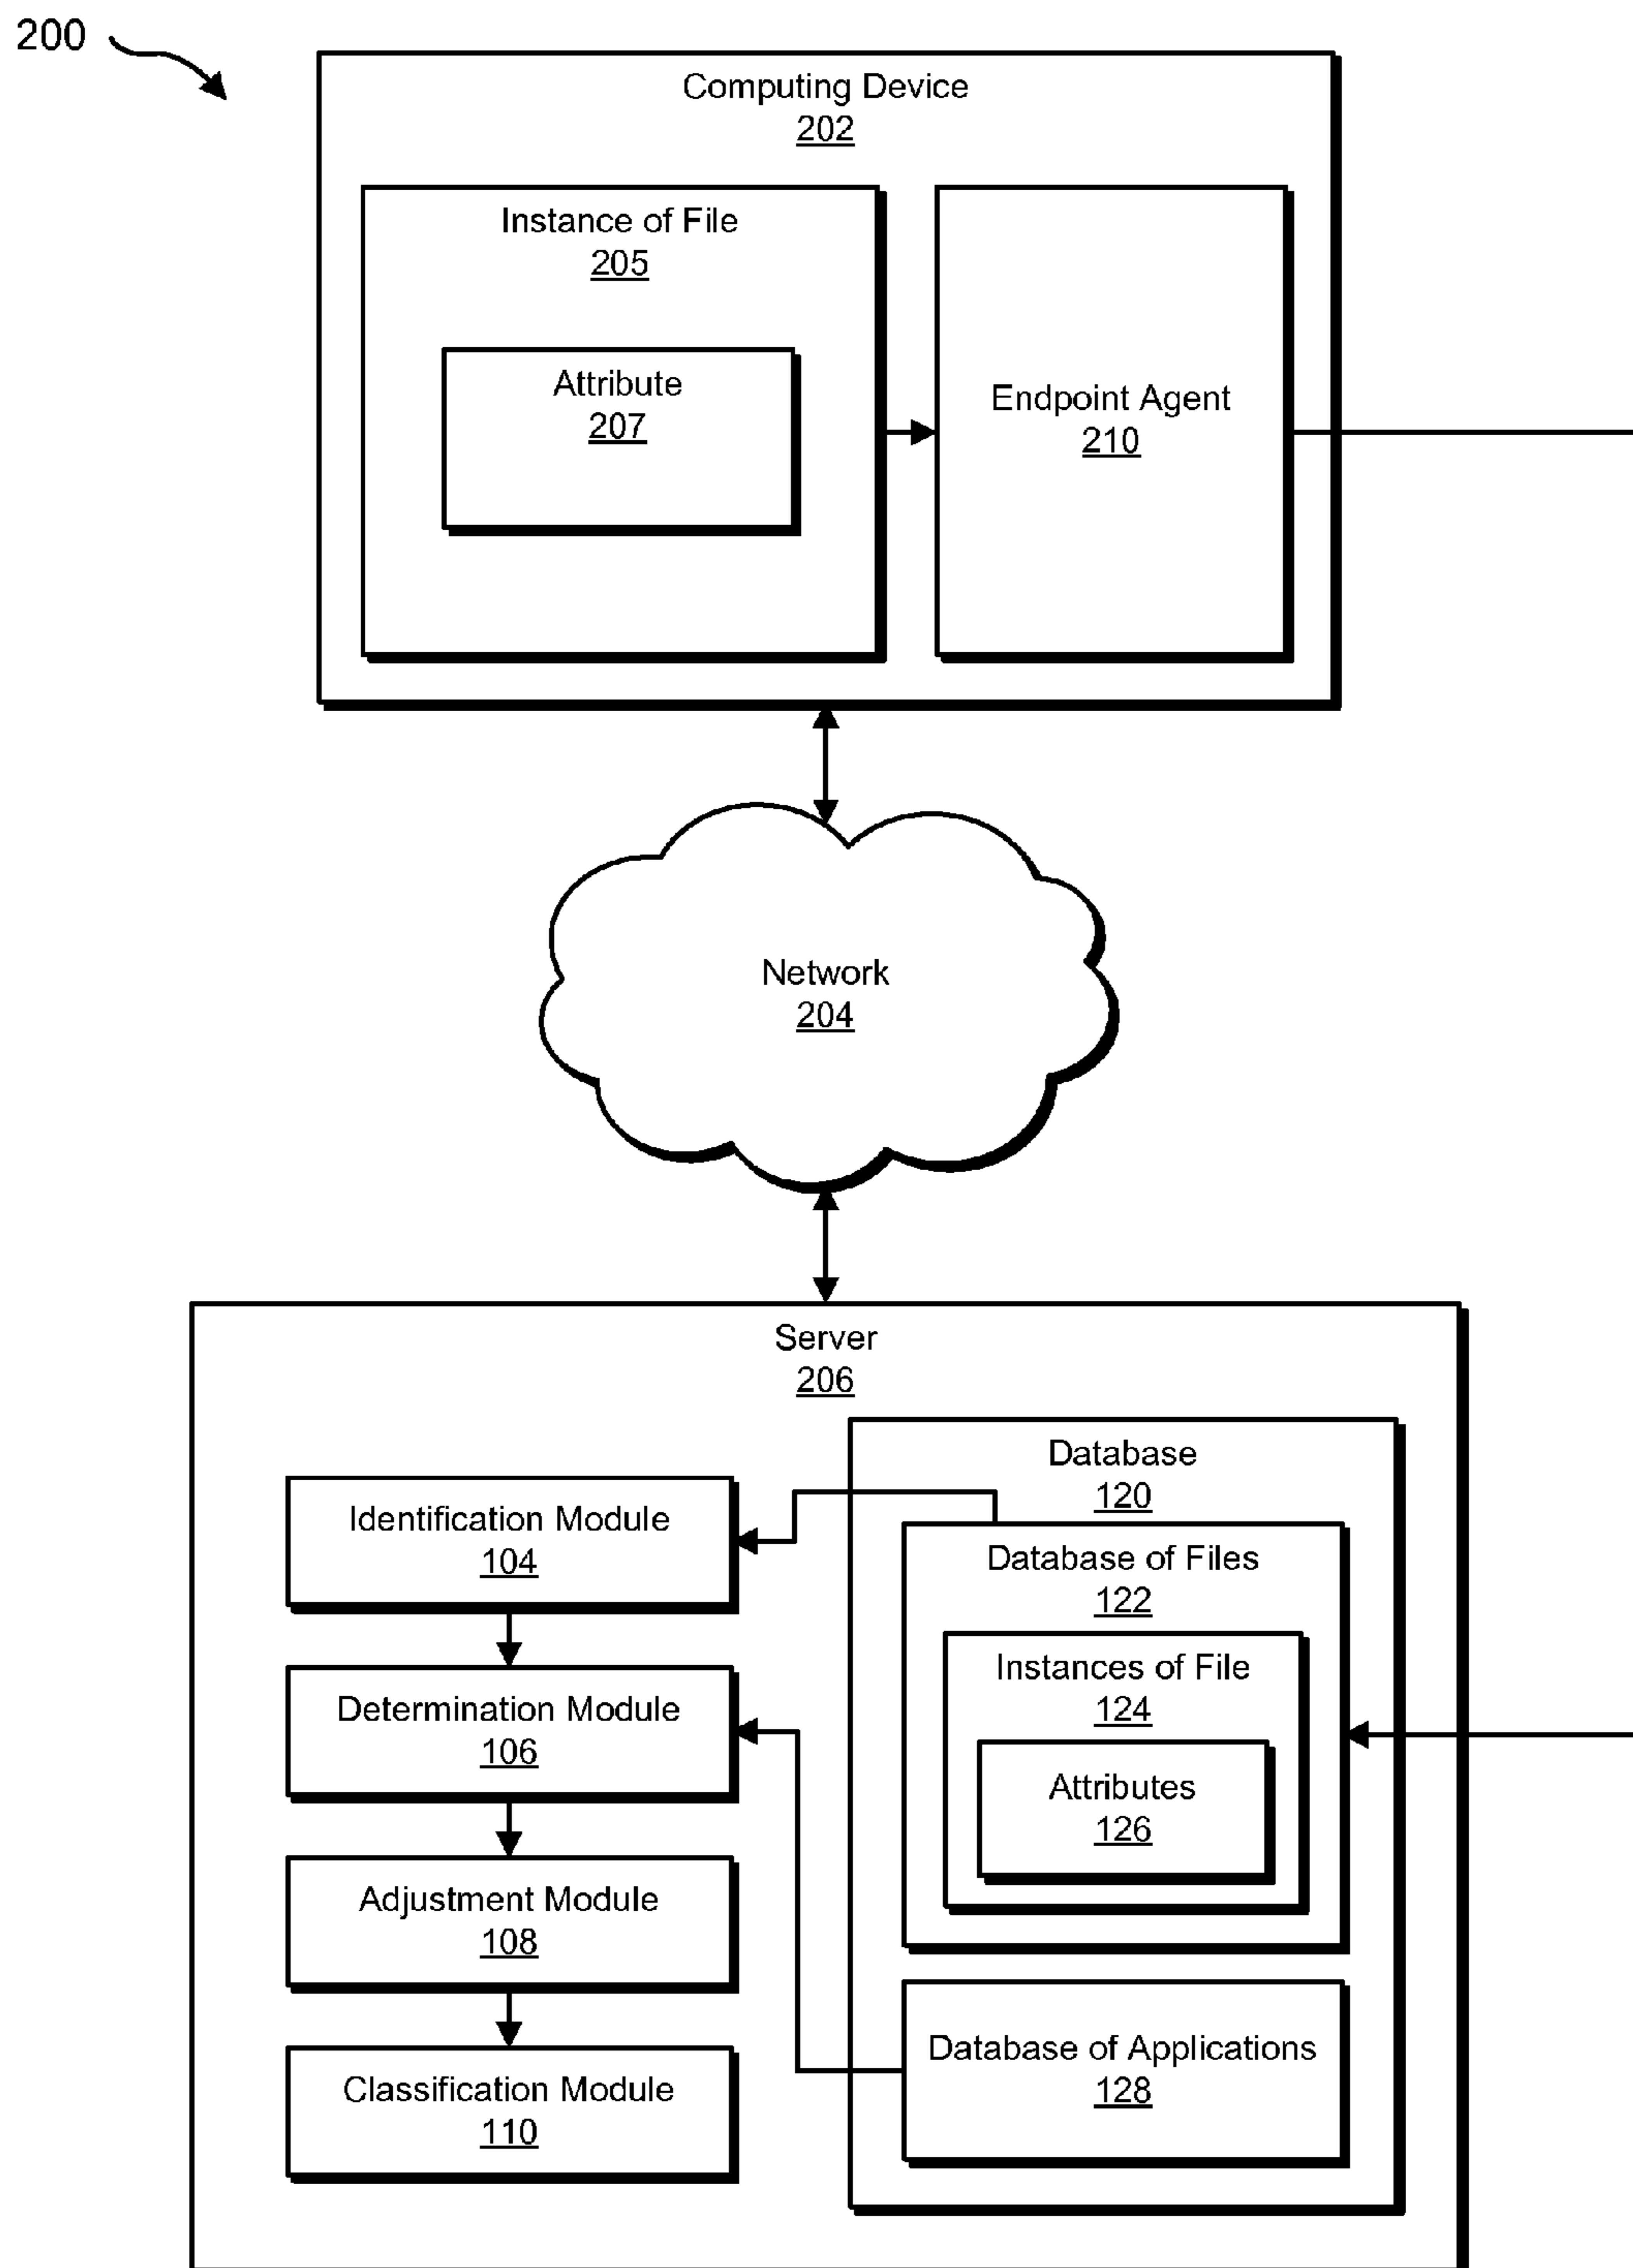 200
Computing Device
202
Instance of File
205
Attribute
207
Endpoint Agent
210
Network
204
Server
206
Identification Module
104
Determination Module
106
Adjustment Module
108
Classification Module
110
Database
120
Database of Files
122
Instances of File
124
Attributes
126
Database of Applications
128